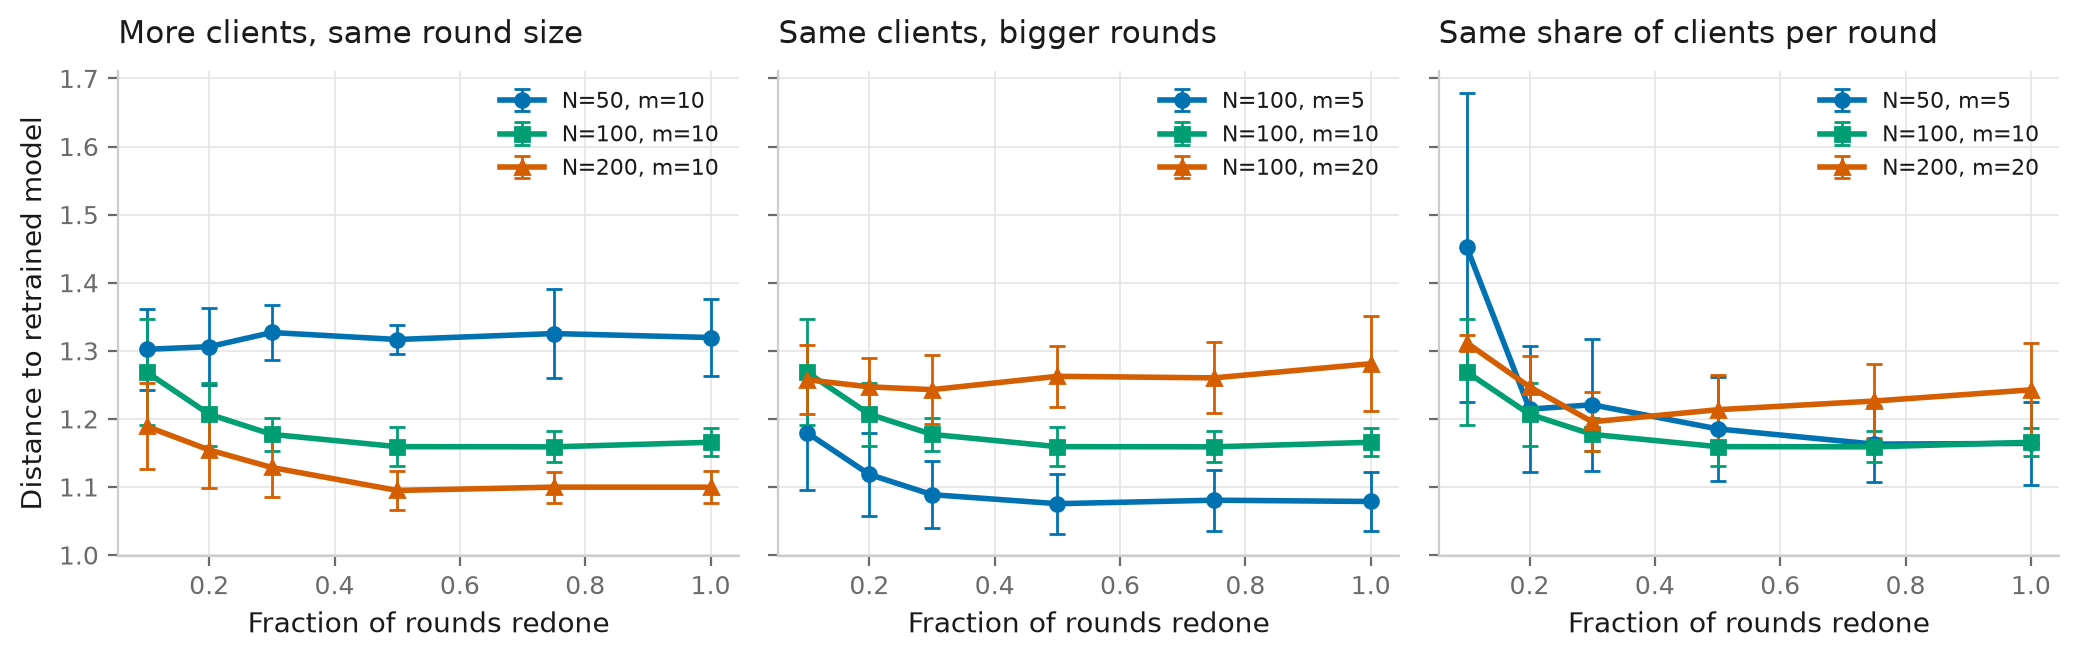 More clients, same round size
Same clients, bigger rounds
Same share of clients per round
Distance to retrained model
1.7
1.6
1.5
1.4
1.3
1.2
1.1
1.0
N=50, m=10
N=100, m=10
N=200, m=10
0.2 0.4 0.6 0.8 1.0
Fraction of rounds redone
N=100, m=5
N=100, m=10
N=100, m=20
0.2 0.4 0.6 0.8 1.0
Fraction of rounds redone
N=50, m=5
N=100, m=10
N=200, m=20
0.2 0.4 0.6 0.8 1.0
Fraction of rounds redone